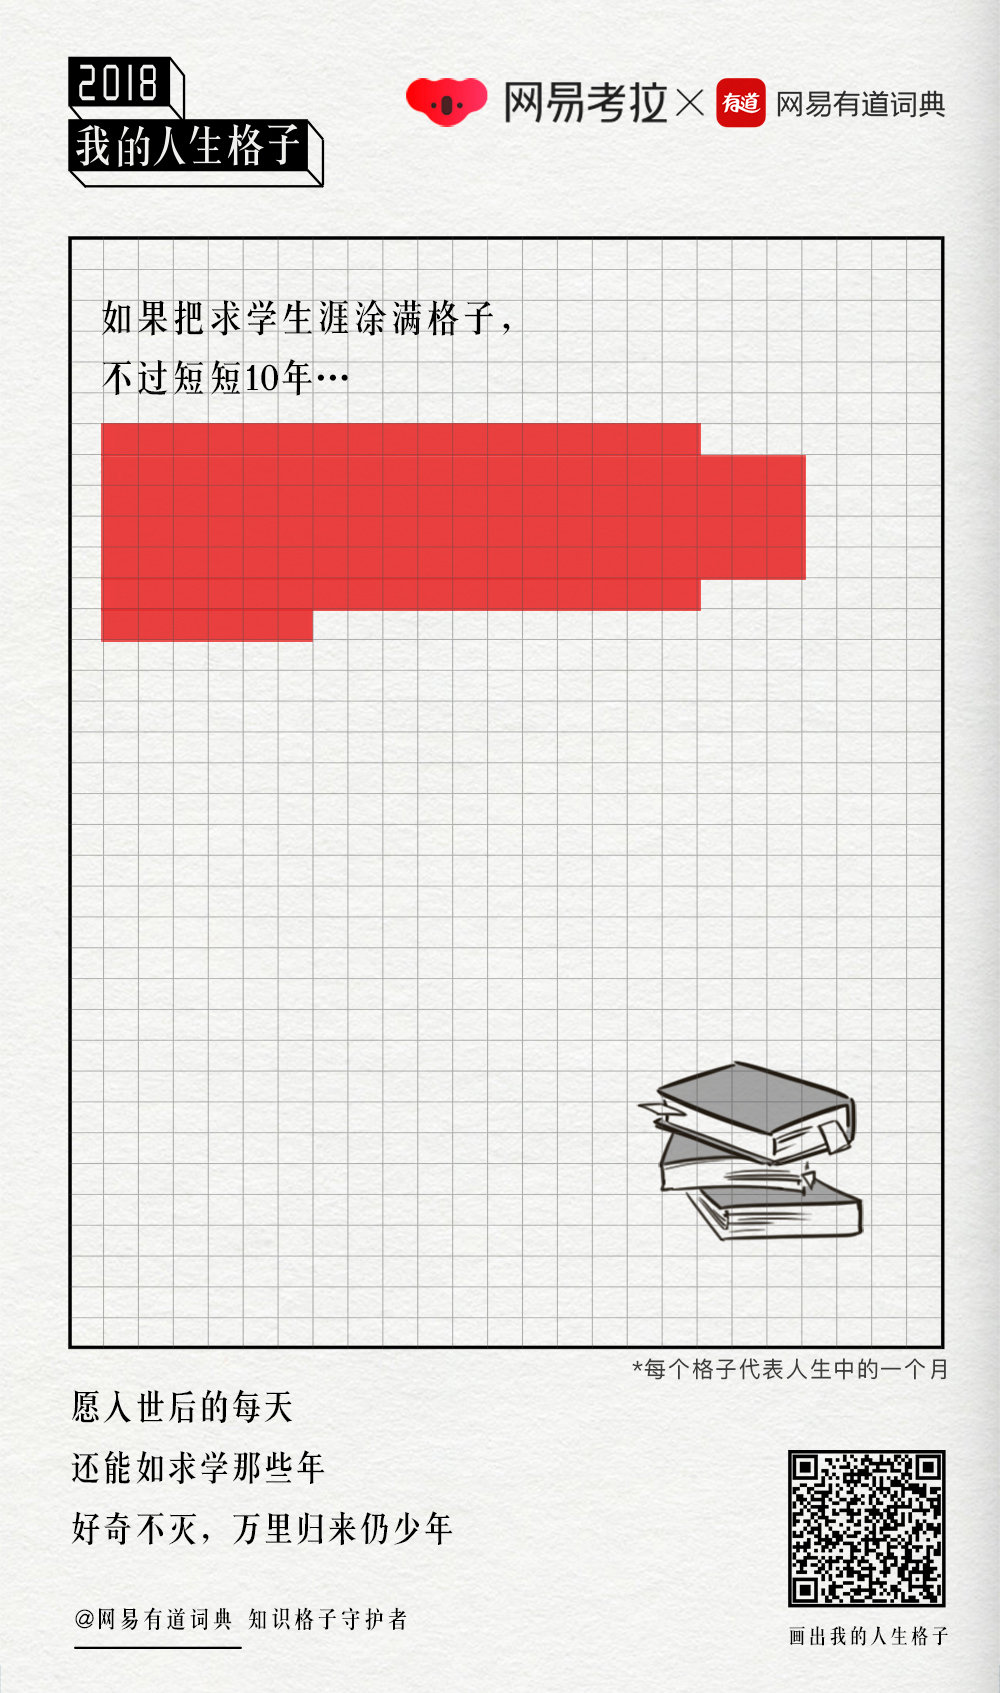 2018
我的人生格子
网易考拉×有道 网易有道词典
如果把求学生涯涂满格子，
不过短短10年…
*每个格子代表人生中的一个月
愿入世后的每天
还能如求学那些年
好奇不灭，万里归来仍少年
@网易有道词典 知识格子守护者
画出我的人生格子